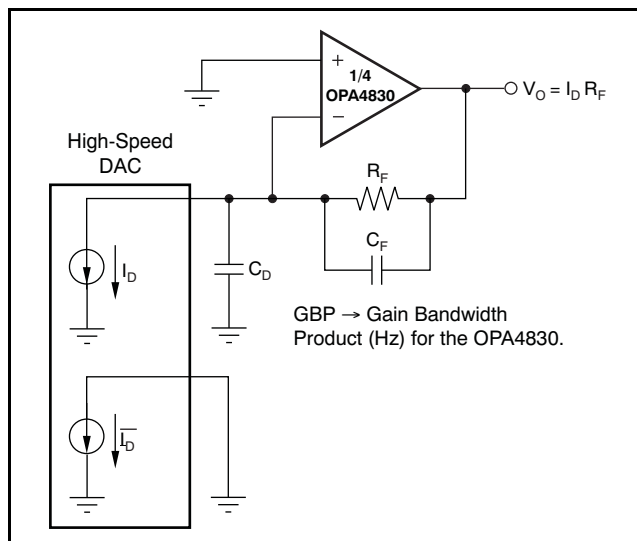 +
1/4
OPA4830
−
V_O = I_D R_F
High-Speed
DAC
R_F
C_F
I_D
C_D
GBP → Gain Bandwidth
Product (Hz) for the OPA4830.
I̅_D̅